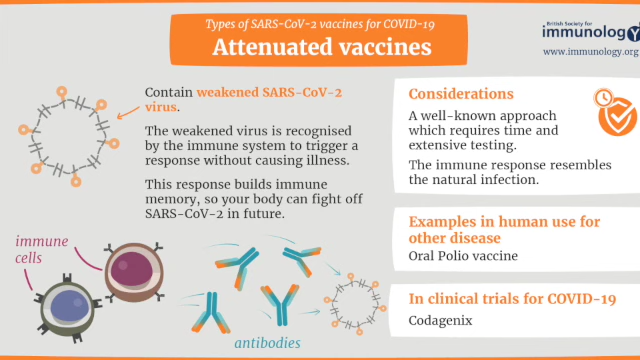 Types of SARS-CoV-2 vaccines for COVID-19
Attenuated vaccines
British Society for
immunology
www.immunology.org
Contain weakened SARS-CoV-2
virus.
The weakened virus is recognised
by the immune system to trigger a
response without causing illness.
This response builds immune
memory, so your body can fight off
SARS-CoV-2 in future.
immune
cells
antibodies
Considerations
A well-known approach
which requires time and
extensive testing.
The immune response resembles
the natural infection.
Examples in human use for
other disease
Oral Polio vaccine
In clinical trials for COVID-19
Codagenix